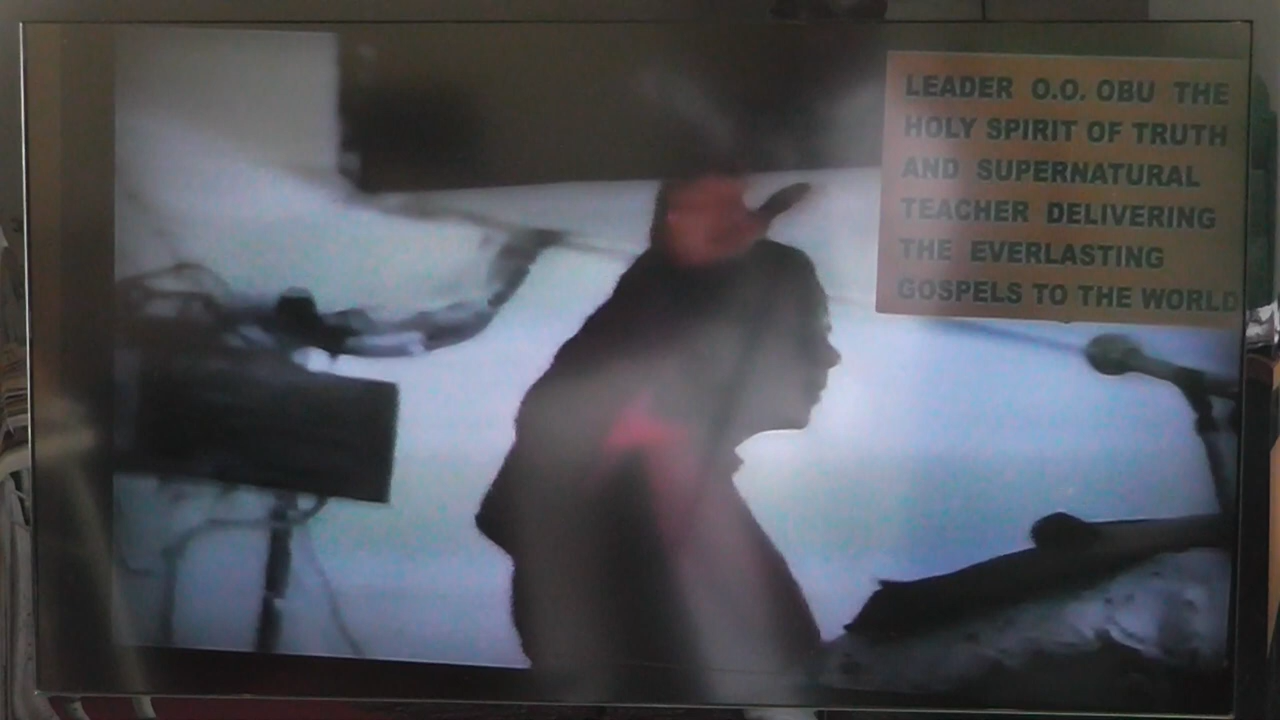 LEADER O.O. OBU THE
HOLY SPIRIT OF TRUTH
AND SUPERNATURAL
TEACHER DELIVERING
THE EVERLASTING
GOSPELS TO THE WORLD